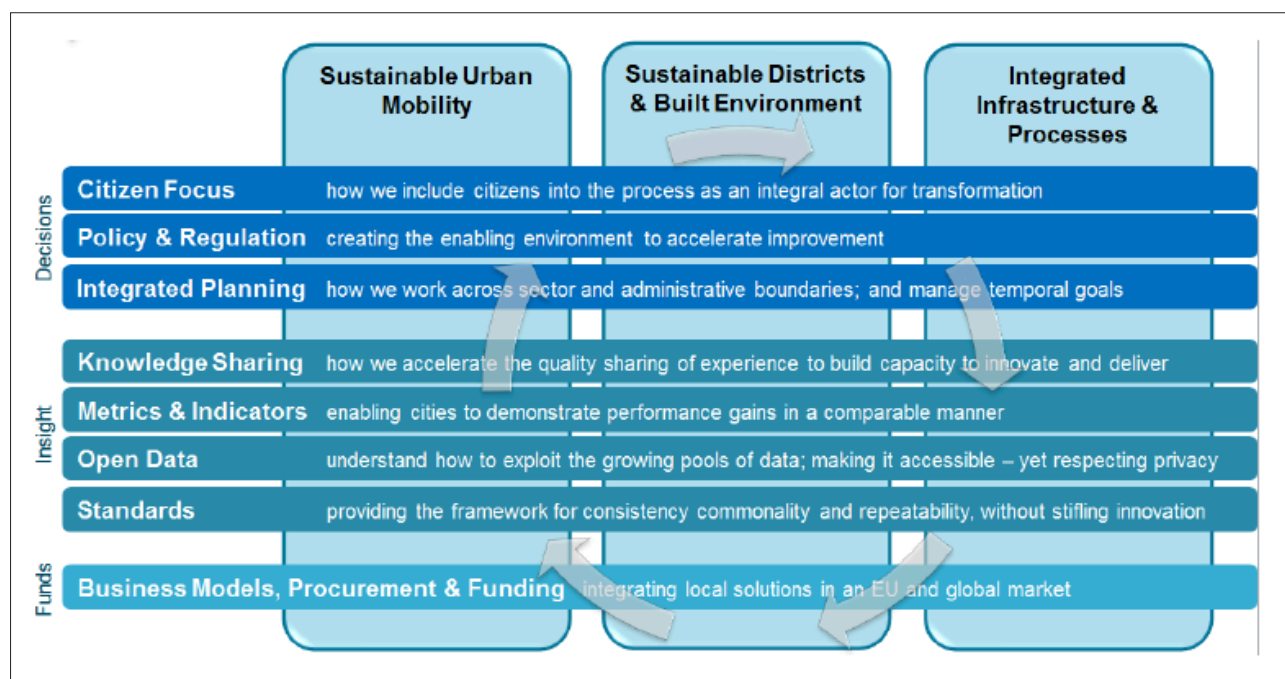 Sustainable Urban
Mobility
Sustainable Districts
& Built Environment
Integrated
Infrastructure &
Processes
Decisions
Citizen Focus how we include citizens into the process as an integral actor for transformation
Policy & Regulation creating the enabling environment to accelerate improvement
Integrated Planning how we work across sector and administrative boundaries; and manage temporal goals
Insight
Knowledge Sharing how we accelerate the quality sharing of experience to build capacity to innovate and deliver
Metrics & Indicators enabling cities to demonstrate performance gains in a comparable manner
Open Data understand how to exploit the growing pools of data; making it accessible – yet respecting privacy
Standards providing the framework for consistency commonality and repeatability, without stifling innovation
Funds
Business Models, Procurement & Funding integrating local solutions in an EU and global market